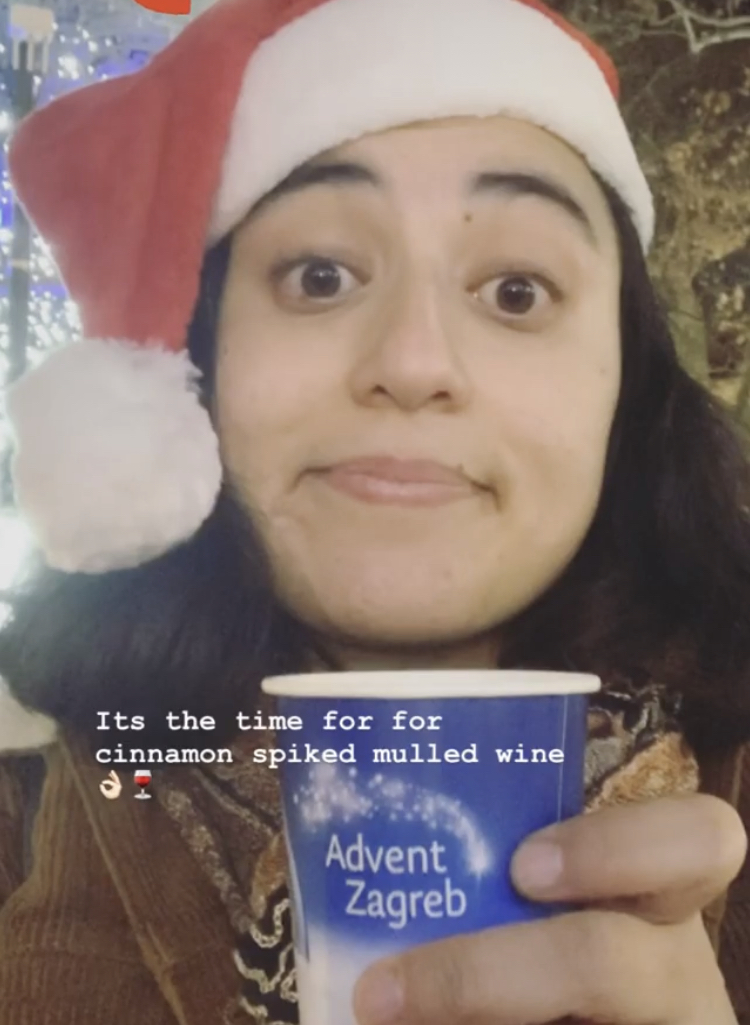 Its the time for for
cinnamon spiked mulled wine
👌🏻🍷
Advent
Zagreb